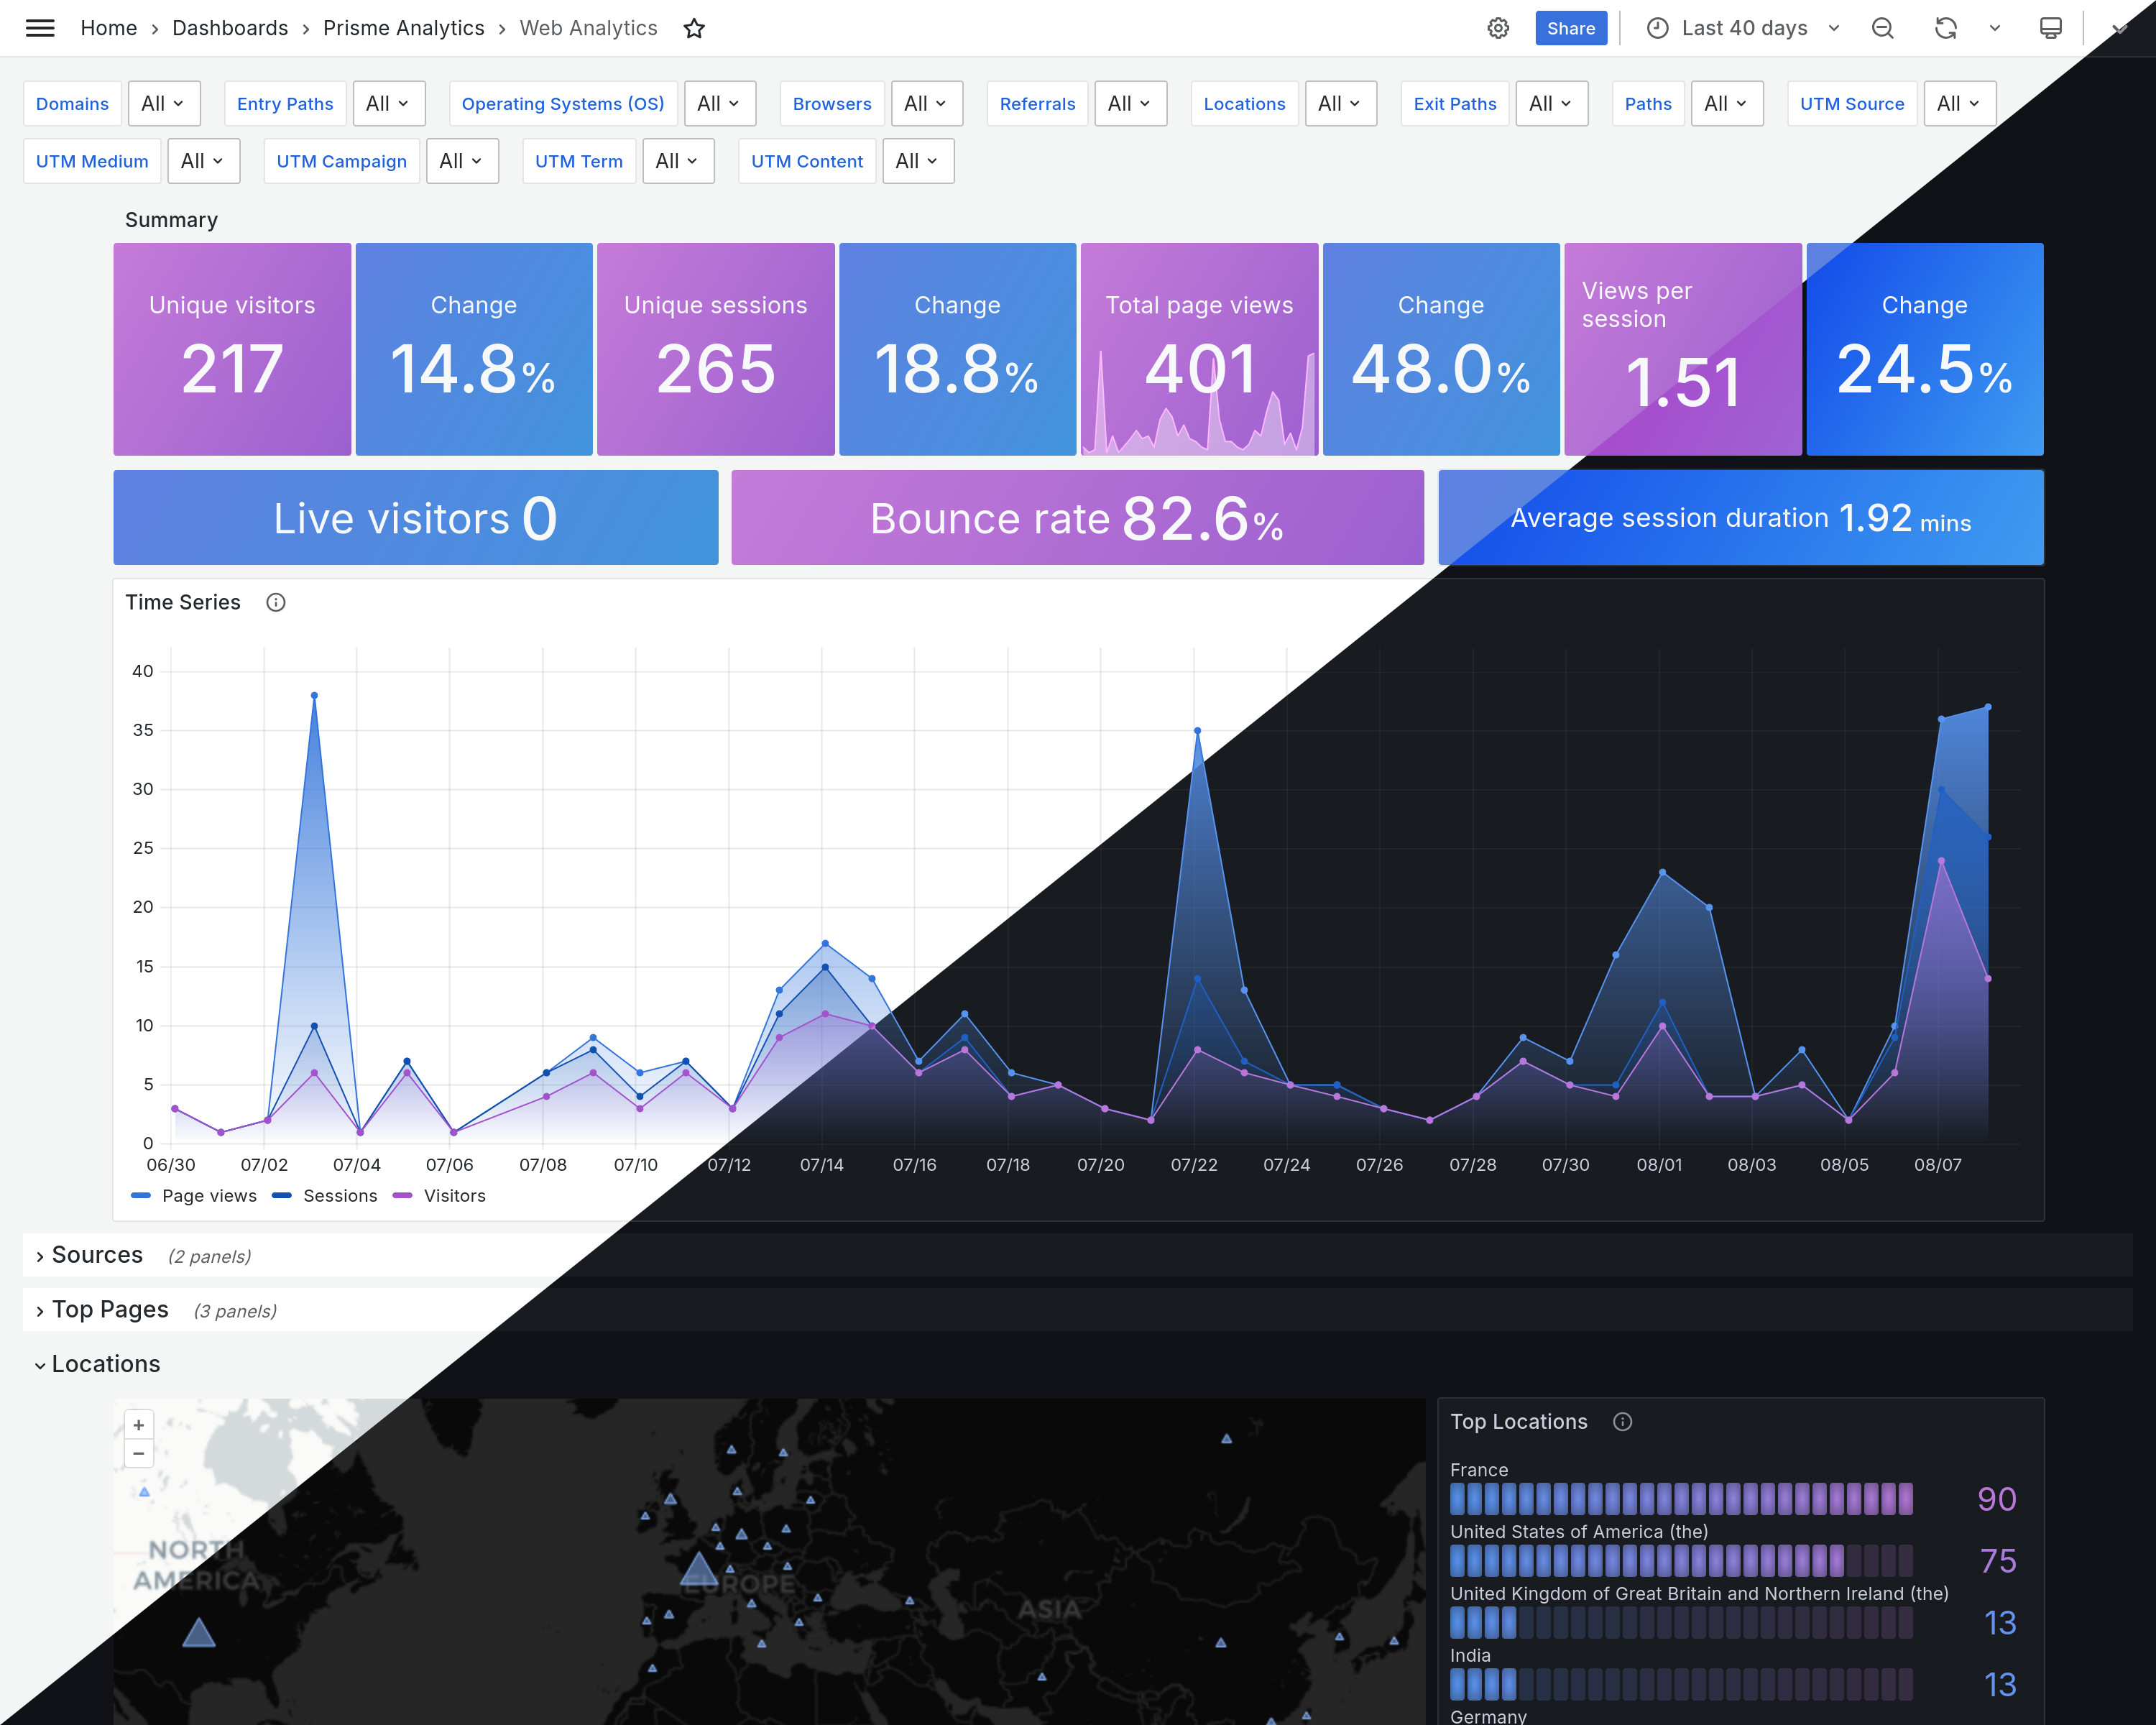 Home › Dashboards › Prisme Analytics › Web Analytics
Share Last 40 days
Domains All Entry Paths All Operating Systems (OS) All Browsers All Referrals All Locations All Exit Paths All Paths All UTM Source All
UTM Medium All UTM Campaign All UTM Term All UTM Content All
Summary
Unique visitors
217
Change
14.8%
Unique sessions
265
Change
18.8%
Total page views
401
Change
48.0%
Views per
session
1.51
Change
24.5%
Live visitors 0
Bounce rate 82.6%
Average session duration 1.92 mins
Time Series
40
35
30
25
20
15
10
5
0
06/30 07/02 07/04 07/06 07/08 07/10 07/12 07/14 07/16 07/18 07/20 07/22 07/24 07/26 07/28 07/30 08/01 08/03 08/05 08/07
Page views Sessions Visitors
Sources (2 panels)
Top Pages (3 panels)
Locations
+
−
NORTH
AMERICA
EUROPE
ASIA
Top Locations
France
90
United States of America (the)
75
United Kingdom of Great Britain and Northern Ireland (the)
13
India
13
Germany